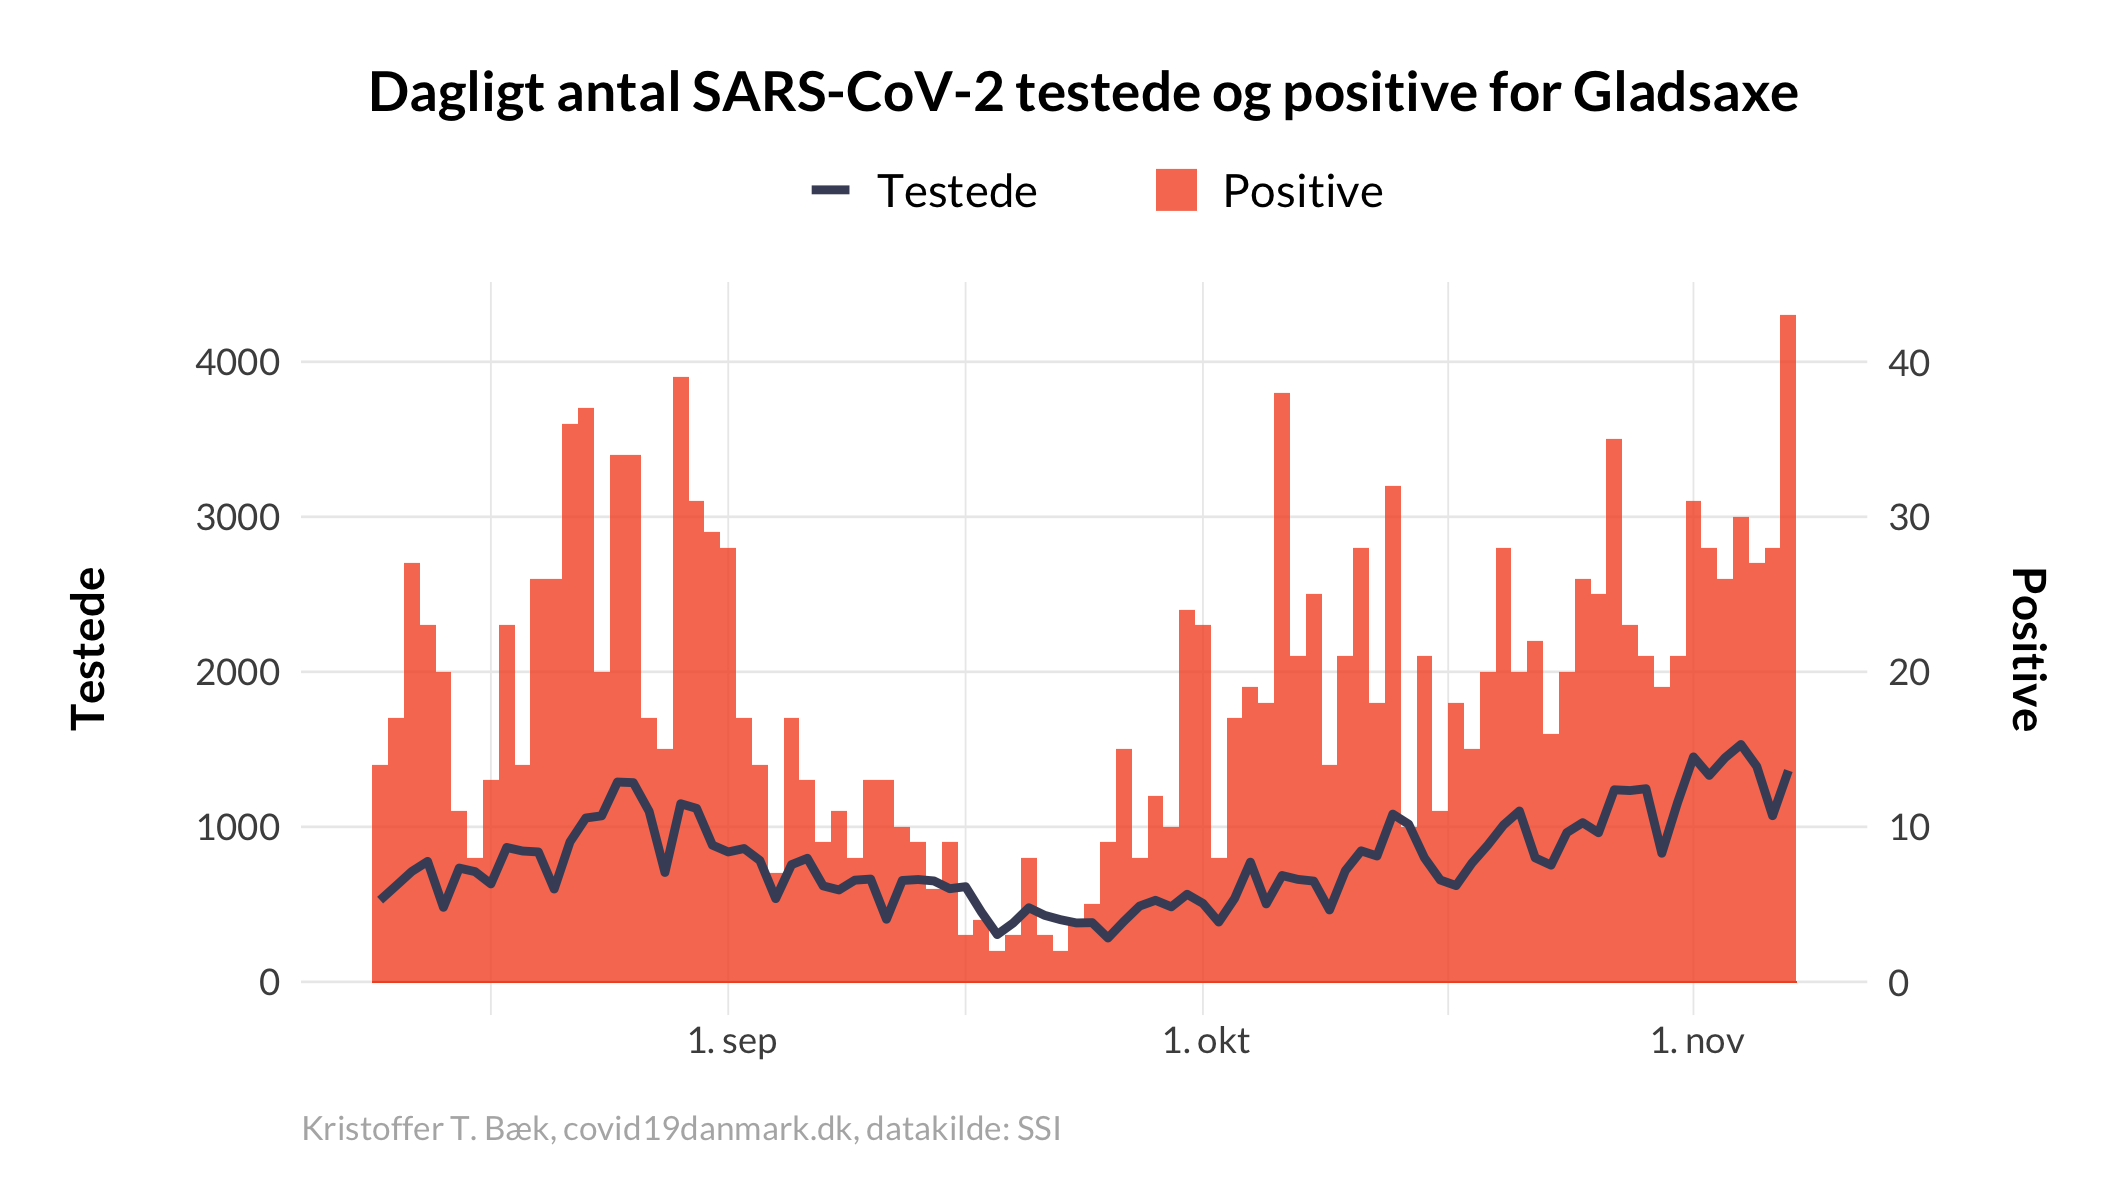 Dagligt antal SARS-CoV-2 testede og positive for Gladsaxe
Testede
Positive
4000
3000
2000
1000
0
Testede
40
30
20
10
0
Positive
1. sep
1. okt
1. nov
Kristoffer T. Bæk, covid19danmark.dk, datakilde: SSI